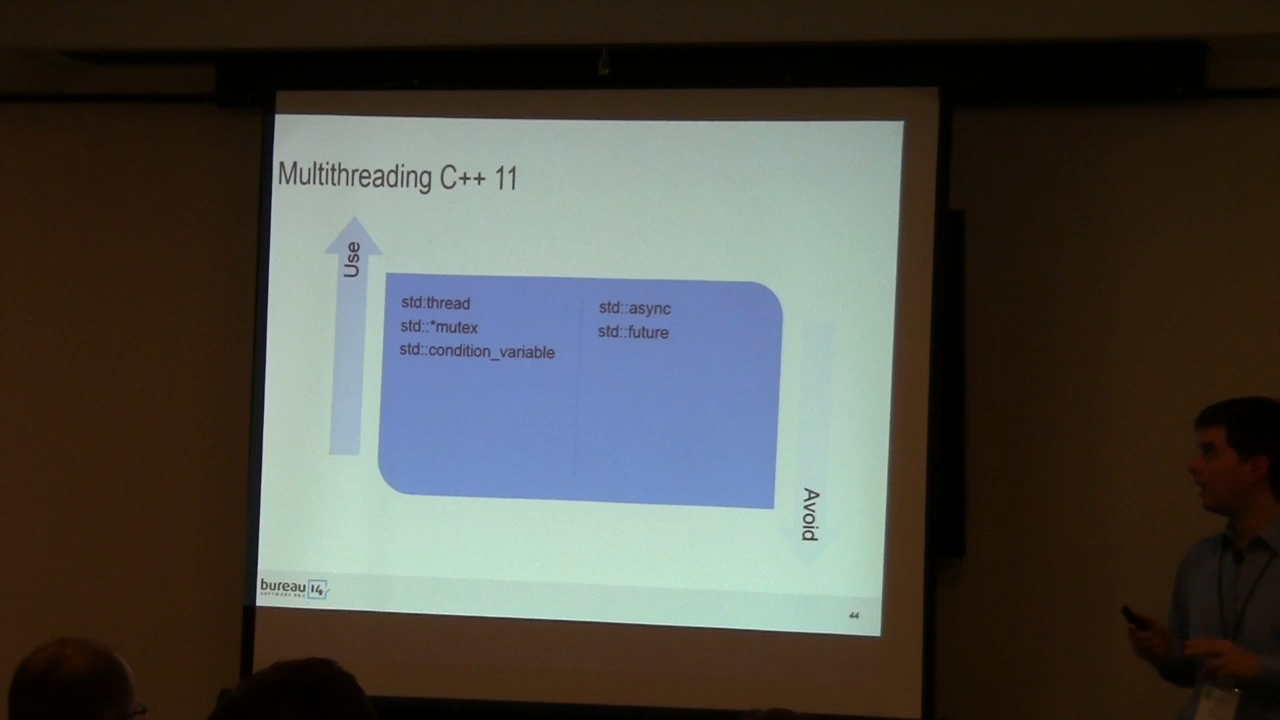 Multithreading C++ 11
Use
std:thread
std::*mutex
std::condition_variable
std::async
std::future
Avoid
bureau 14
44